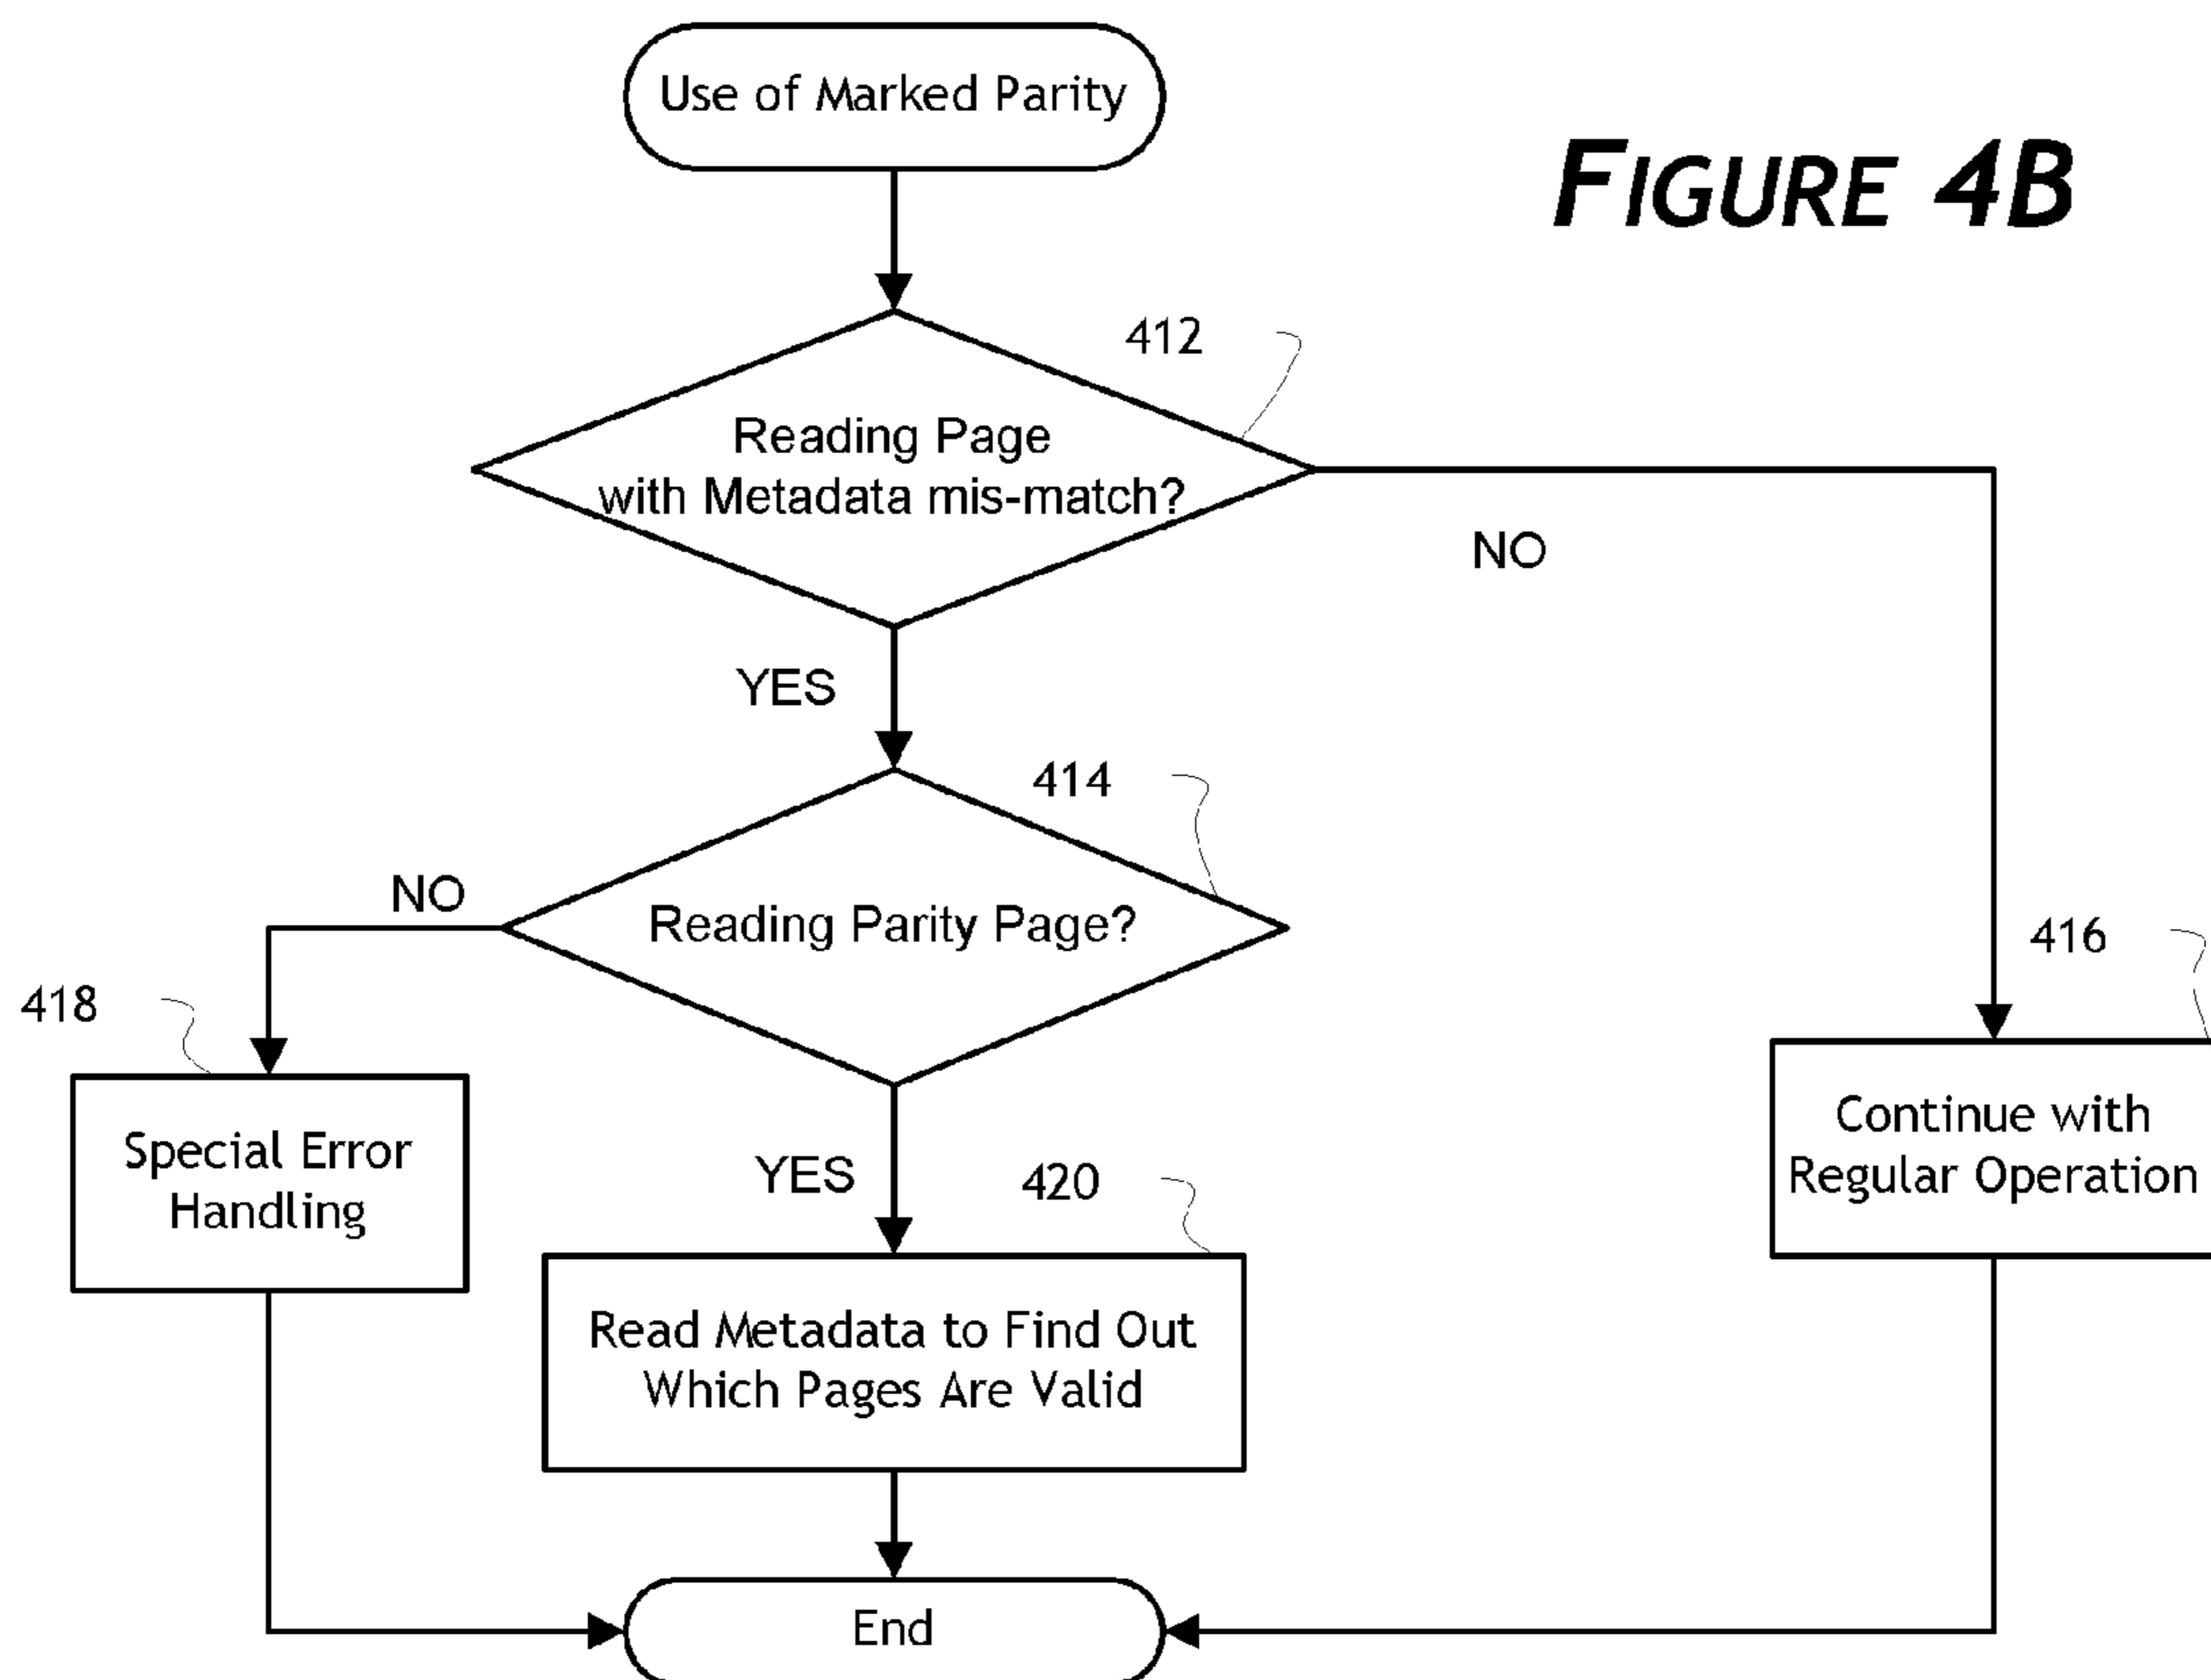 Use of Marked Parity
FIGURE 4B
412
Reading Page
with Metadata mis-match?
NO
YES
414
Reading Parity Page?
NO
416
418
Continue with
Regular Operation
Special Error
Handling
YES
420
Read Metadata to Find Out
Which Pages Are Valid
End